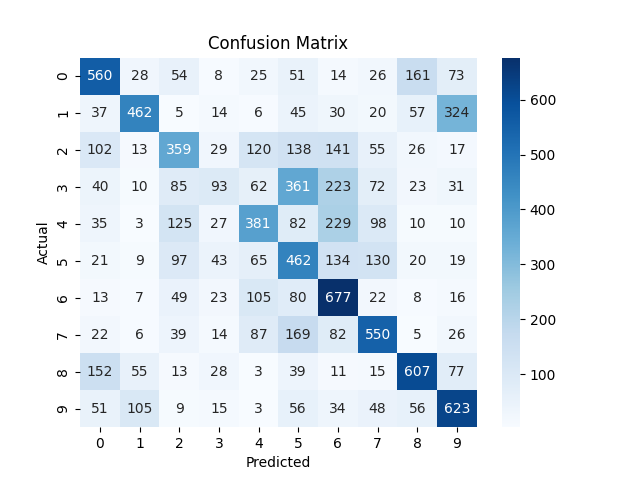 Confusion Matrix
0 560 28 54 8 25 51 14 26 161 73
1 37 462 5 14 6 45 30 20 57 324
2 102 13 359 29 120 138 141 55 26 17
3 40 10 85 93 62 361 223 72 23 31
4 35 3 125 27 381 82 229 98 10 10
5 21 9 97 43 65 462 134 130 20 19
6 13 7 49 23 105 80 677 22 8 16
7 22 6 39 14 87 169 82 550 5 26
8 152 55 13 28 3 39 11 15 607 77
9 51 105 9 15 3 56 34 48 56 623
0 1 2 3 4 5 6 7 8 9
Predicted
Actual
600
500
400
300
200
100